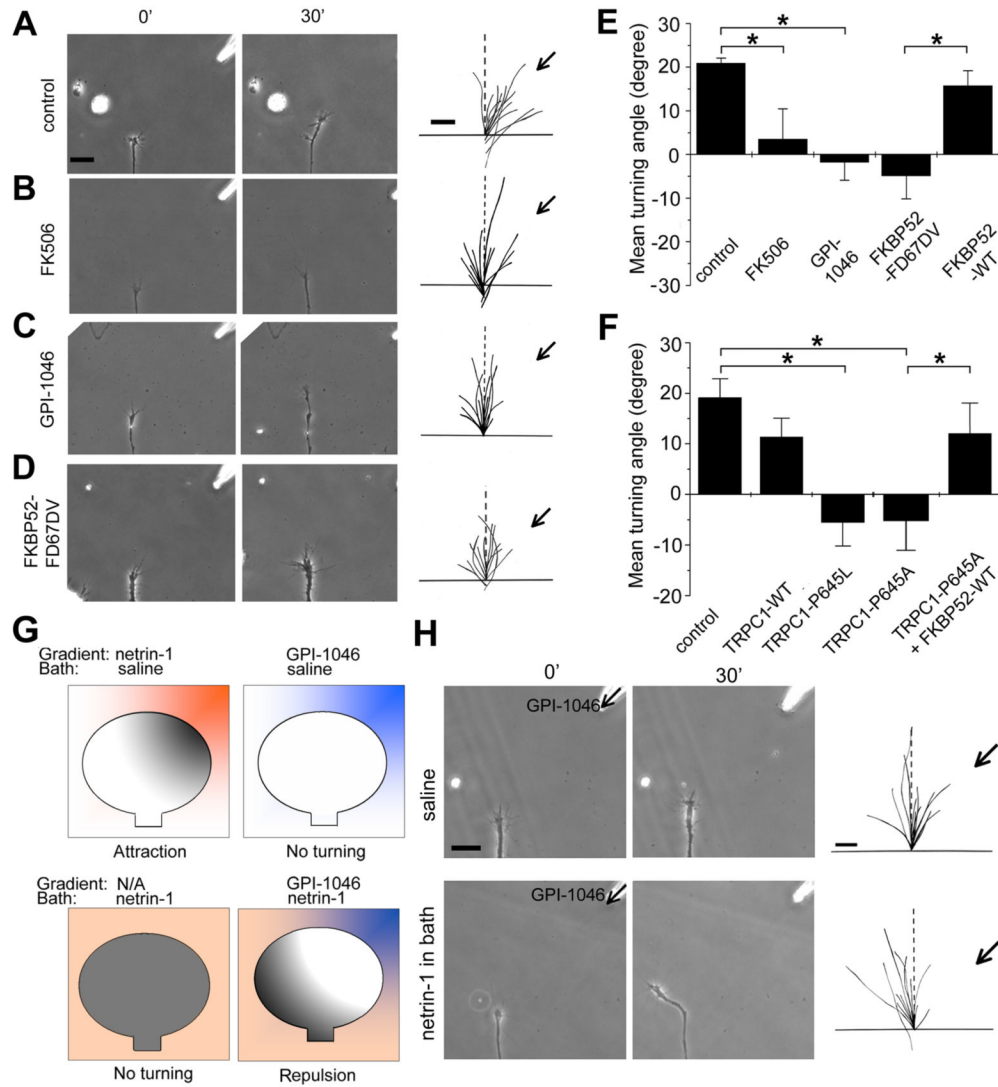 A
0'
30'
control
B
FK506
C
GPI-1046
D
FKBP52-
FD67DV
E
Mean turning angle (degree)
30
20
10
0
-10
-20
-30
*
*
*
control
FK506
GPI-
1046
FKBP52
-FD67DV
FKBP52
-WT
F
Mean turning angle (degree)
30
20
10
0
-10
-20
*
*
*
control
TRPC1-WT
TRPC1-P645L
TRPC1-P645A
TRPC1-P645A
+ FKBP52-WT
G
Gradient: netrin-1
Bath: saline
Attraction
GPI-1046
saline
No turning
Gradient: N/A
Bath: netrin-1
No turning
GPI-1046
netrin-1
Repulsion
H
0'
30'
saline
GPI-1046
netrin-1 in bath
GPI-1046